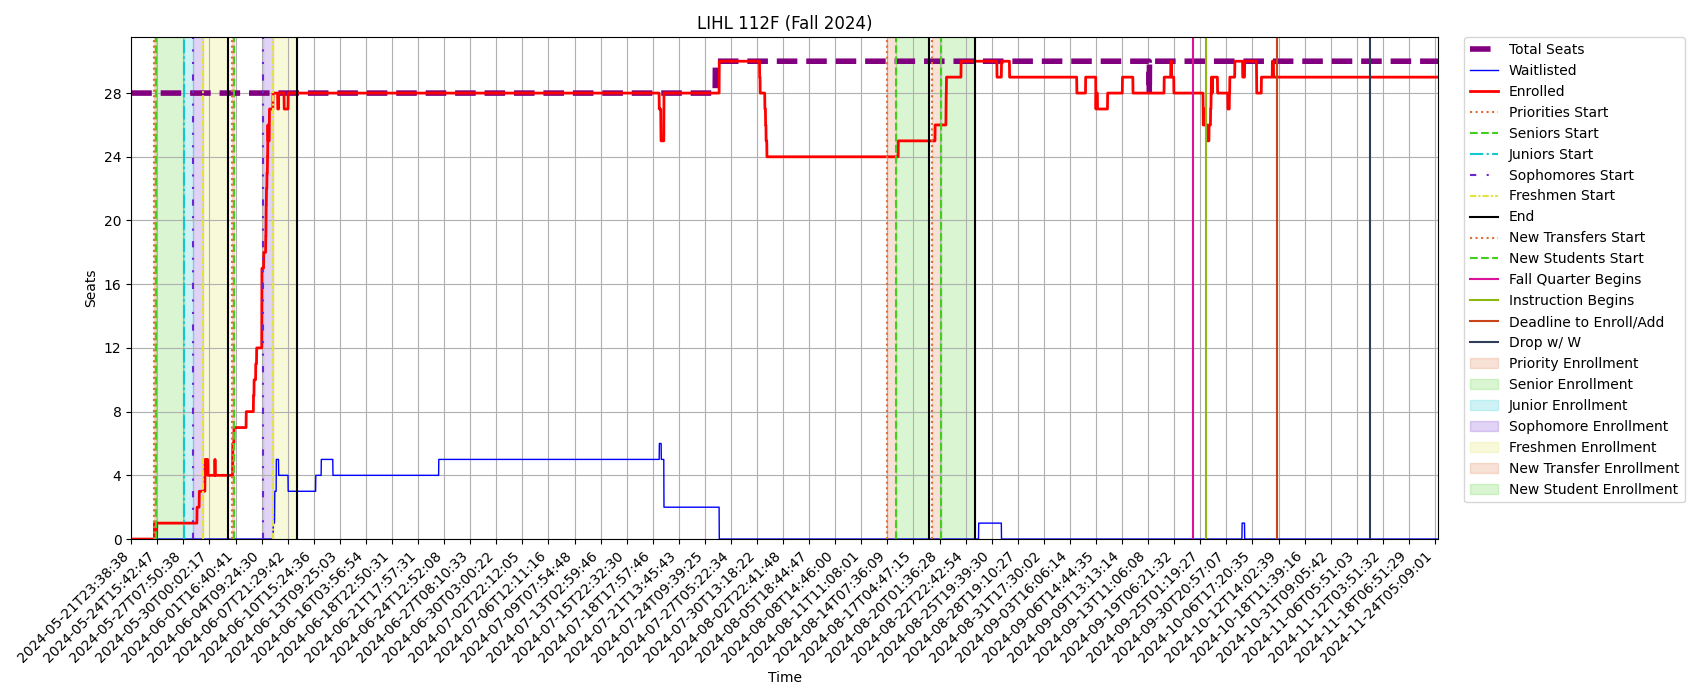 LIHL 112F (Fall 2024)
Seats
28
24
20
16
12
8
4
0
2024-05-21T23:38:38
2024-05-24T15:42:47
2024-05-27T07:50:38
2024-05-30T00:02:17
2024-06-01T16:40:41
2024-06-04T09:24:30
2024-06-07T21:29:42
2024-06-10T15:24:36
2024-06-13T09:25:03
2024-06-16T03:56:54
2024-06-18T22:50:31
2024-06-21T17:57:31
2024-06-24T12:52:08
2024-06-27T08:10:33
2024-06-30T03:00:22
2024-07-02T22:12:05
2024-07-06T12:11:16
2024-07-09T07:54:48
2024-07-13T02:59:46
2024-07-15T22:32:30
2024-07-18T17:57:46
2024-07-21T13:45:43
2024-07-24T09:39:25
2024-07-27T05:22:34
2024-07-30T13:18:22
2024-08-02T22:41:48
2024-08-05T18:44:47
2024-08-08T14:46:00
2024-08-11T11:08:01
2024-08-14T07:36:09
2024-08-17T04:47:15
2024-08-20T01:36:28
2024-08-22T22:42:54
2024-08-25T19:39:30
2024-08-28T19:10:27
2024-08-31T17:30:02
2024-09-03T16:06:14
2024-09-06T14:44:35
2024-09-09T13:13:14
2024-09-13T11:06:08
2024-09-19T06:21:32
2024-09-25T01:19:27
2024-09-30T20:57:07
2024-10-06T17:20:35
2024-10-12T14:02:39
2024-10-18T11:39:16
2024-10-31T09:05:42
2024-11-06T05:51:03
2024-11-12T03:51:32
2024-11-18T06:51:29
2024-11-24T05:09:01
Time
Total Seats
Waitlisted
Enrolled
Priorities Start
Seniors Start
Juniors Start
Sophomores Start
Freshmen Start
End
New Transfers Start
New Students Start
Fall Quarter Begins
Instruction Begins
Deadline to Enroll/Add
Drop w/ W
Priority Enrollment
Senior Enrollment
Junior Enrollment
Sophomore Enrollment
Freshmen Enrollment
New Transfer Enrollment
New Student Enrollment